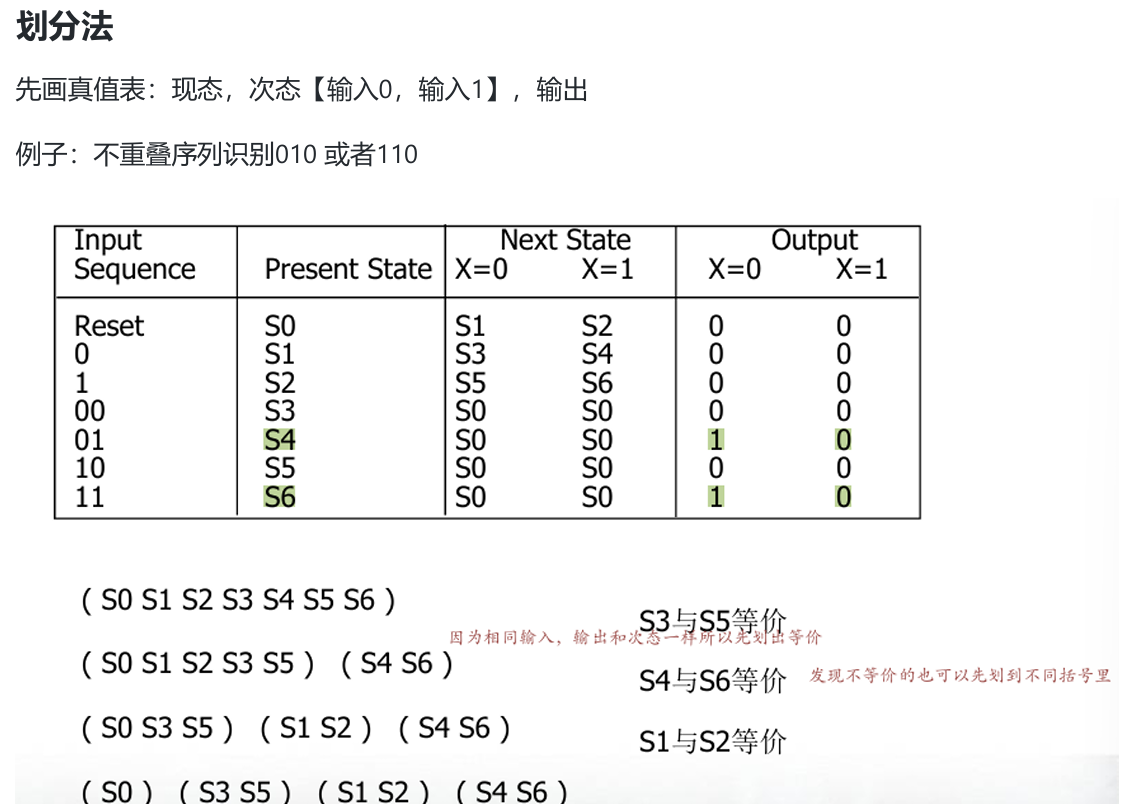 划分法
先画真值表：现态，次态【输入0，输入1】，输出
例子：不重叠序列识别010 或者110
Input Next State Output
Sequence Present State X=0 X=1 X=0 X=1
Reset S0 S1 S2 0 0
0 S1 S3 S4 0 0
1 S2 S5 S6 0 0
00 S3 S0 S0 0 0
01 S4 S0 S0 1 0
10 S5 S0 S0 0 0
11 S6 S0 S0 1 0
( S0 S1 S2 S3 S4 S5 S6 )
S3与S5等价
因为相同输入，输出和次态一样所以先划出等价
( S0 S1 S2 S3 S5 ) ( S4 S6 )
S4与S6等价 发现不等价的也可以先划到不同括号里
( S0 S3 S5 ) ( S1 S2 ) ( S4 S6 )
S1与S2等价
( S0 ) ( S3 S5 ) ( S1 S2 ) ( S4 S6 )